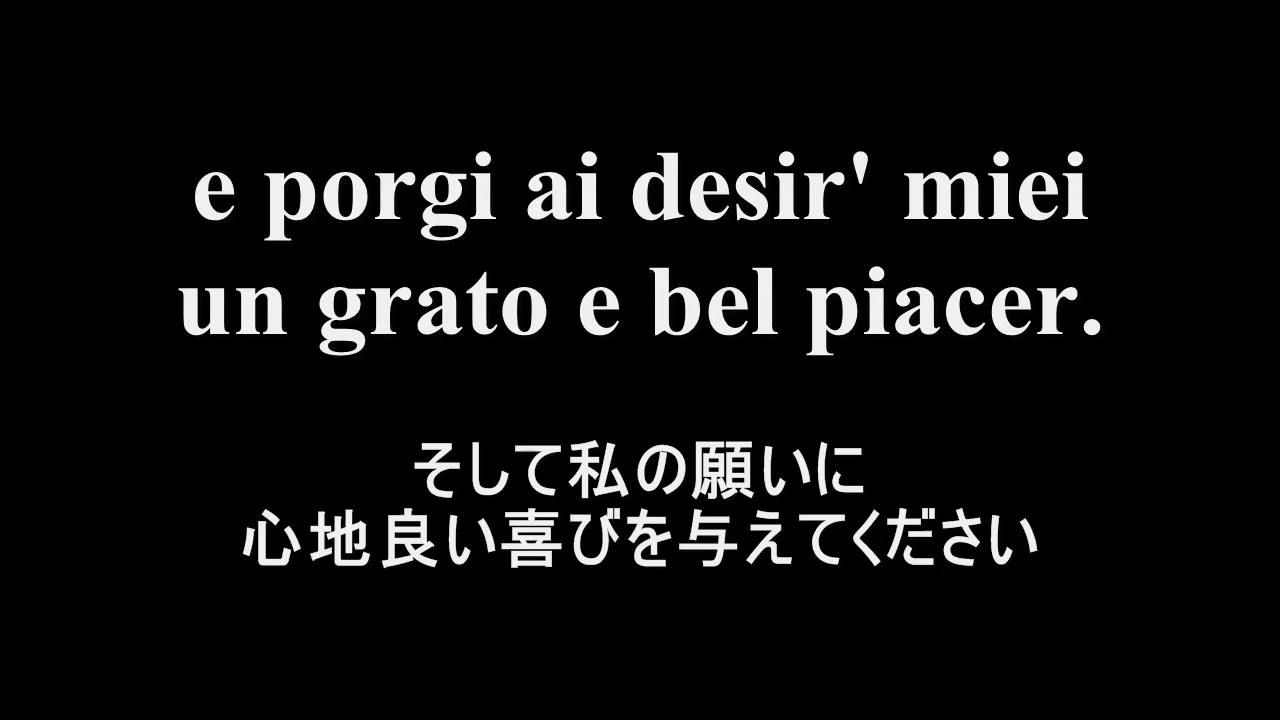 e porgi ai desir' miei
un grato e bel piacer.
そして私の願いに
心地良い喜びを与えてください